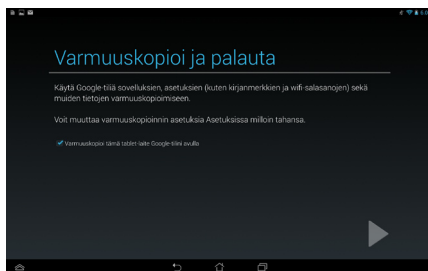 Varmuuskopioi ja palauta
Käytä Google-tiliä sovelluksien, asetuksien (kuten kirjanmerkkien ja wifi-salasanojen) sekä
muiden tietojen varmuuskopioimiseen.
Voit muuttaa varmuuskopioinnin asetuksia Asetuksissa milloin tahansa.
Varmuuskopioi tämä tablet-laite Google-tilini avulla